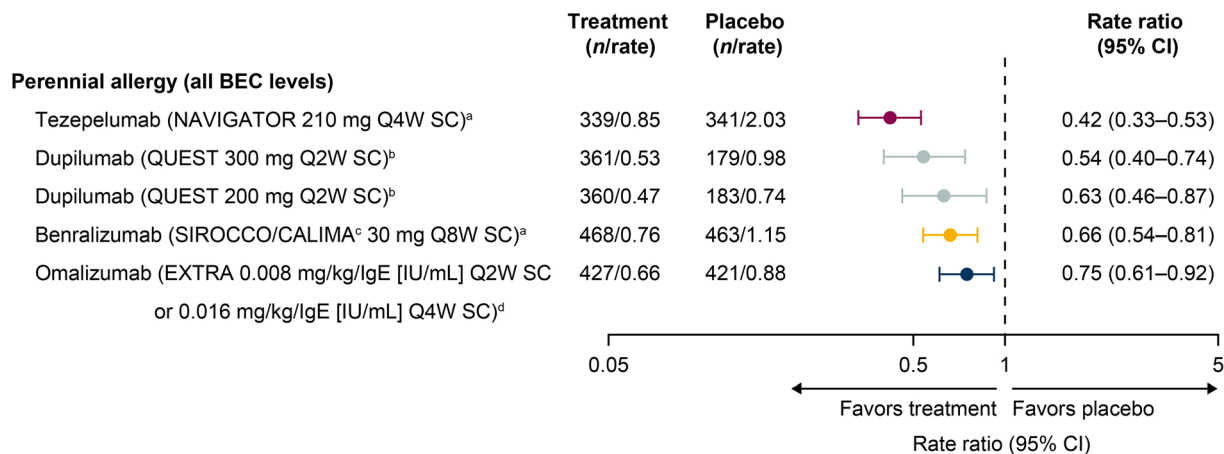 Treatment Placebo Rate ratio
(n/rate) (n/rate) (95% CI)
Perennial allergy (all BEC levels)
Tezepelumab (NAVIGATOR 210 mg Q4W SC)ᵃ 339/0.85 341/2.03 0.42 (0.33–0.53)
Dupilumab (QUEST 300 mg Q2W SC)ᵇ 361/0.53 179/0.98 0.54 (0.40–0.74)
Dupilumab (QUEST 200 mg Q2W SC)ᵇ 360/0.47 183/0.74 0.63 (0.46–0.87)
Benralizumab (SIROCCO/CALIMAᶜ 30 mg Q8W SC)ᵃ 468/0.76 463/1.15 0.66 (0.54–0.81)
Omalizumab (EXTRA 0.008 mg/kg/IgE [IU/mL] Q2W SC 427/0.66 421/0.88 0.75 (0.61–0.92)
or 0.016 mg/kg/IgE [IU/mL] Q4W SC)ᵈ
0.05 0.5 1 5
Favors treatment Favors placebo
Rate ratio (95% CI)